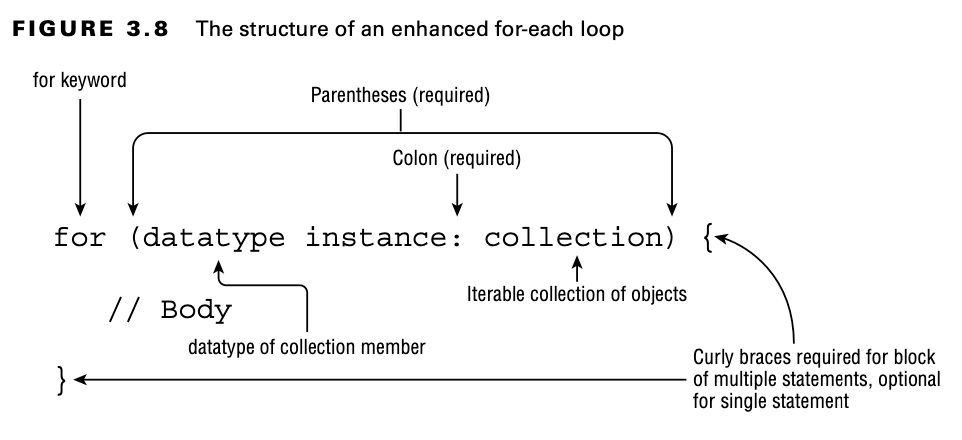 FIGURE 3.8 The structure of an enhanced for-each loop
for keyword
Parentheses (required)
Colon (required)
for (datatype instance: collection) {
Iterable collection of objects
// Body
datatype of collection member
Curly braces required for block
of multiple statements, optional
for single statement
}